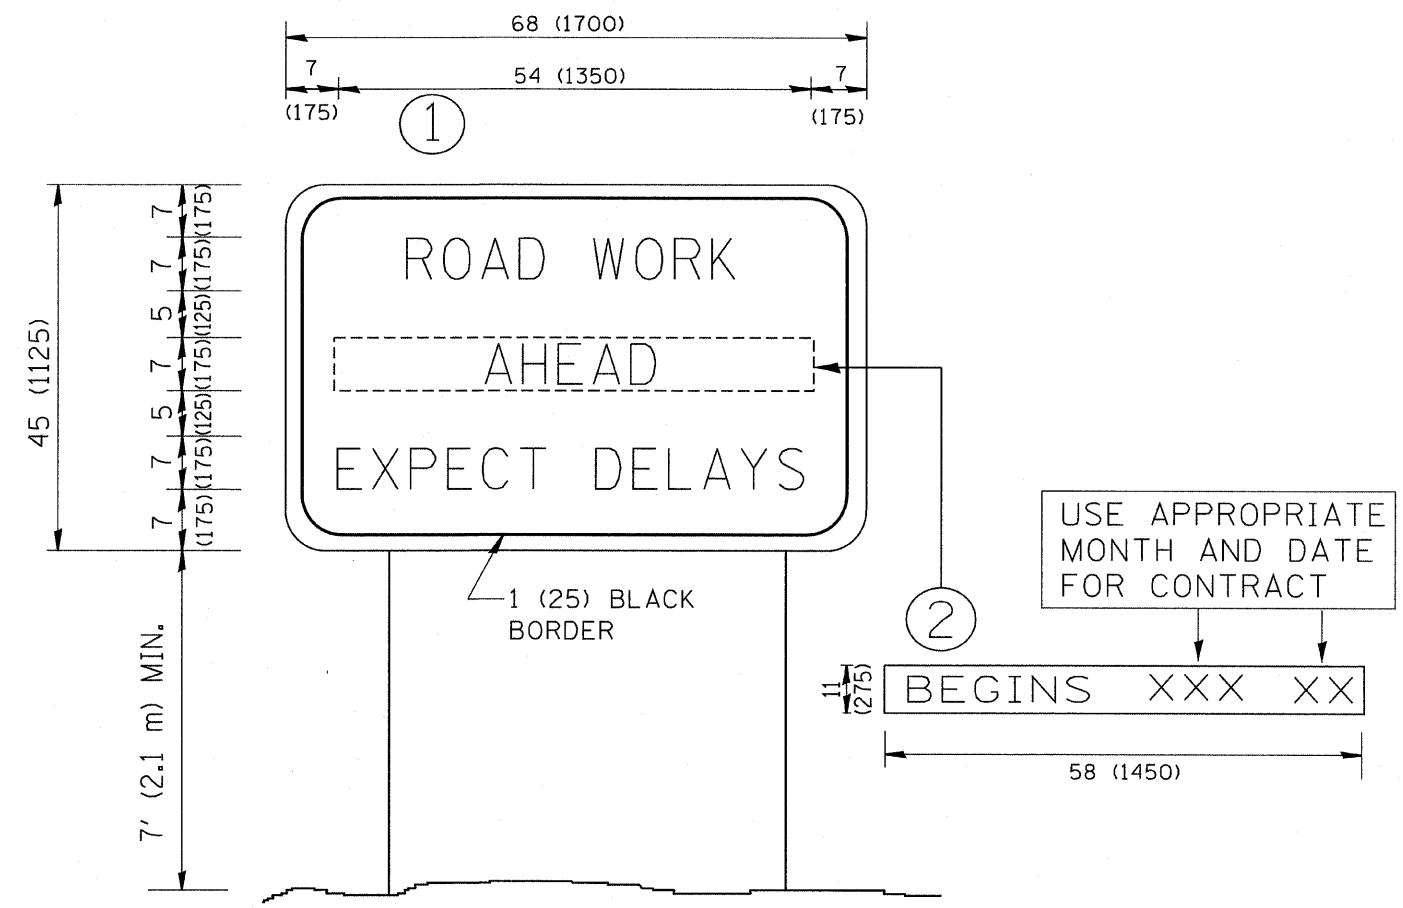 68 (1700)
7
54 (1350)
7
(175)
(175)
1
45 (1125)
7
(175)
7
(175)
5
(125)
7
(175)
5
(125)
7
(175)
7
(175)
ROAD WORK
AHEAD
EXPECT DELAYS
1 (25) BLACK
BORDER
7' (2.1 m) MIN.
USE APPROPRIATE
MONTH AND DATE
FOR CONTRACT
2
11
(275)
BEGINS XXX XX
58 (1450)